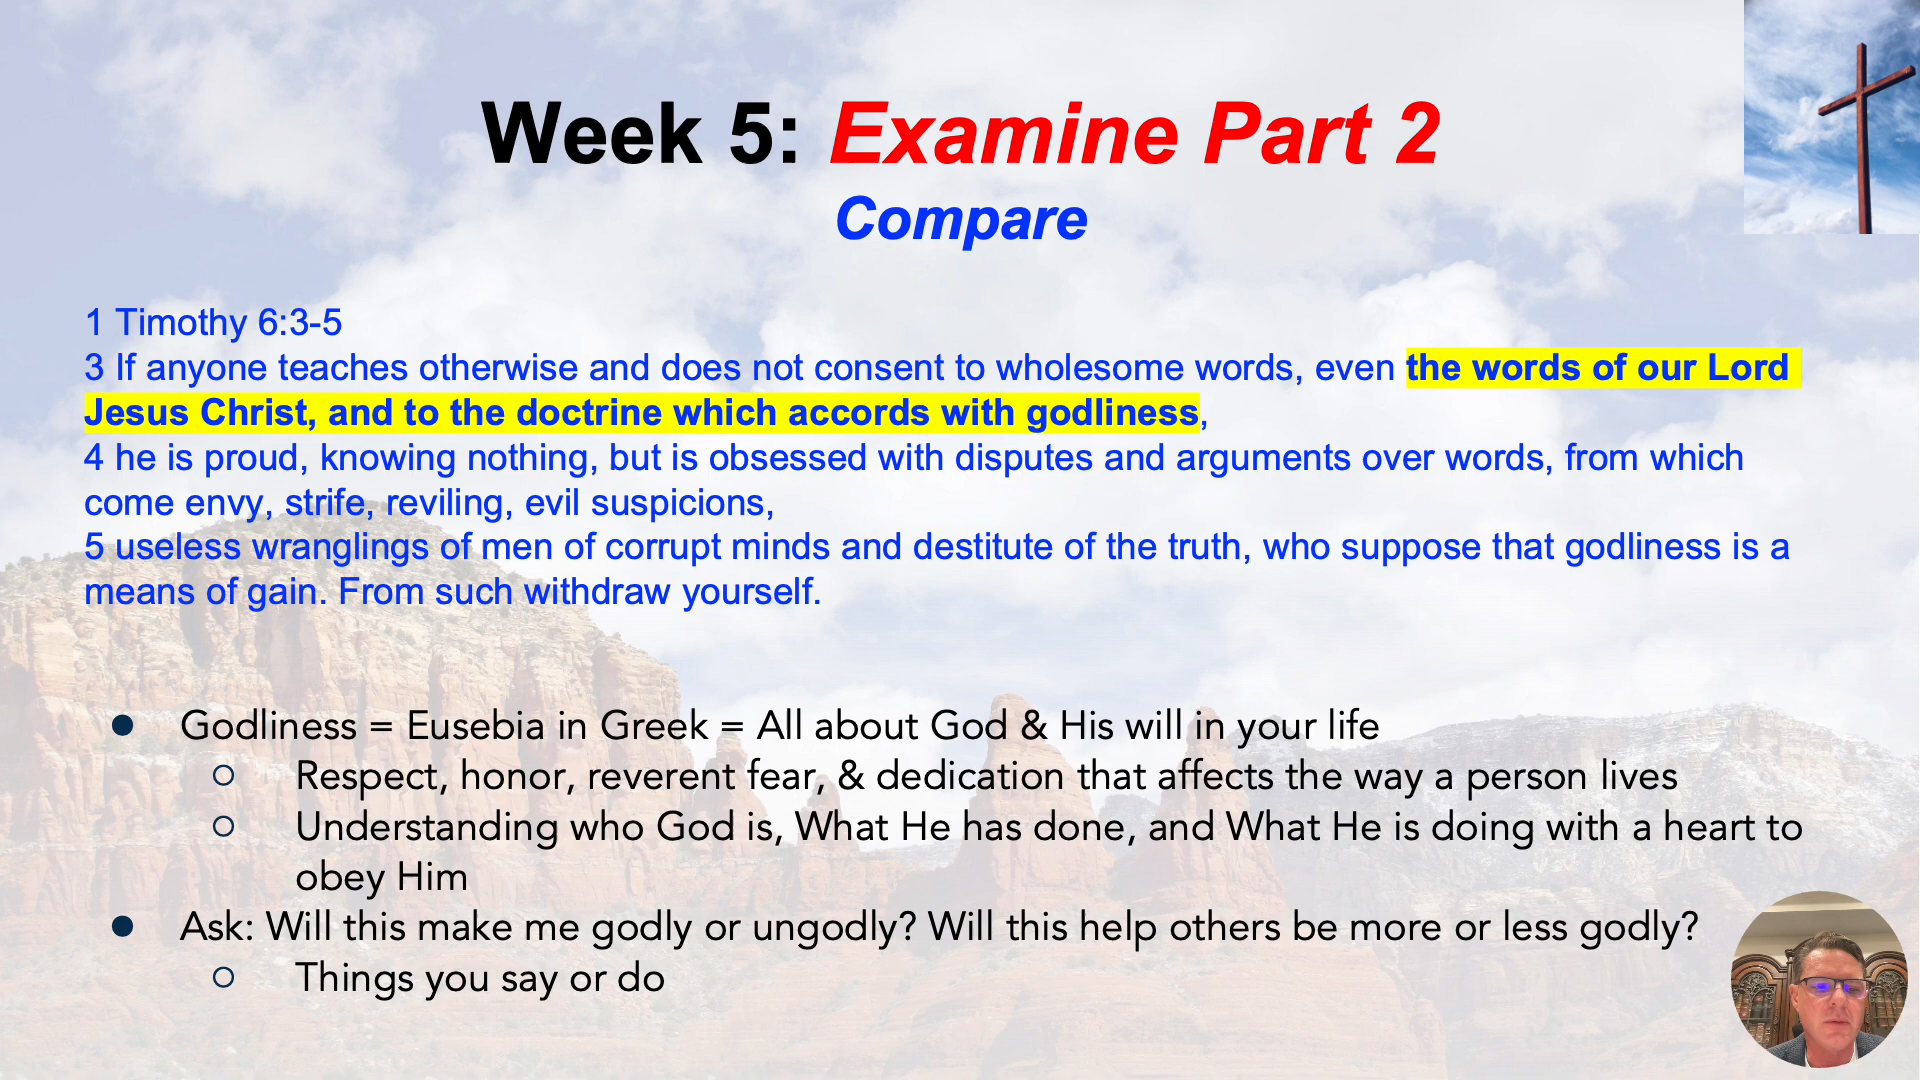 Week 5: Examine Part 2
Compare
1 Timothy 6:3-5
3 If anyone teaches otherwise and does not consent to wholesome words, even the words of our Lord
Jesus Christ, and to the doctrine which accords with godliness,
4 he is proud, knowing nothing, but is obsessed with disputes and arguments over words, from which
come envy, strife, reviling, evil suspicions,
5 useless wranglings of men of corrupt minds and destitute of the truth, who suppose that godliness is a
means of gain. From such withdraw yourself.
● Godliness = Eusebia in Greek = All about God & His will in your life
○ Respect, honor, reverent fear, & dedication that affects the way a person lives
○ Understanding who God is, What He has done, and What He is doing with a heart to
obey Him
● Ask: Will this make me godly or ungodly? Will this help others be more or less godly?
○ Things you say or do